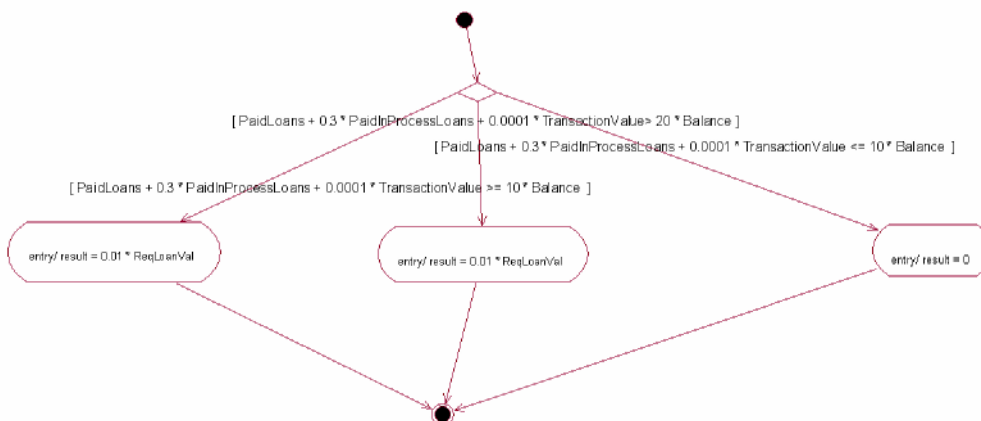 [ PaidLoans + 0.3 * PaidInProcessLoans + 0.0001 * TransactionValue> 20 * Balance ]
[ PaidLoans + 0.3 * PaidInProcessLoans + 0.0001 * TransactionValue <= 10 * Balance ]
[ PaidLoans + 0.3 * PaidInProcessLoans + 0.0001 * TransactionValue >= 10 * Balance ]
entry/ result = 0.01 * ReqLoanVal
entry/ result = 0.01 * ReqLoanVal
entry/ result = 0